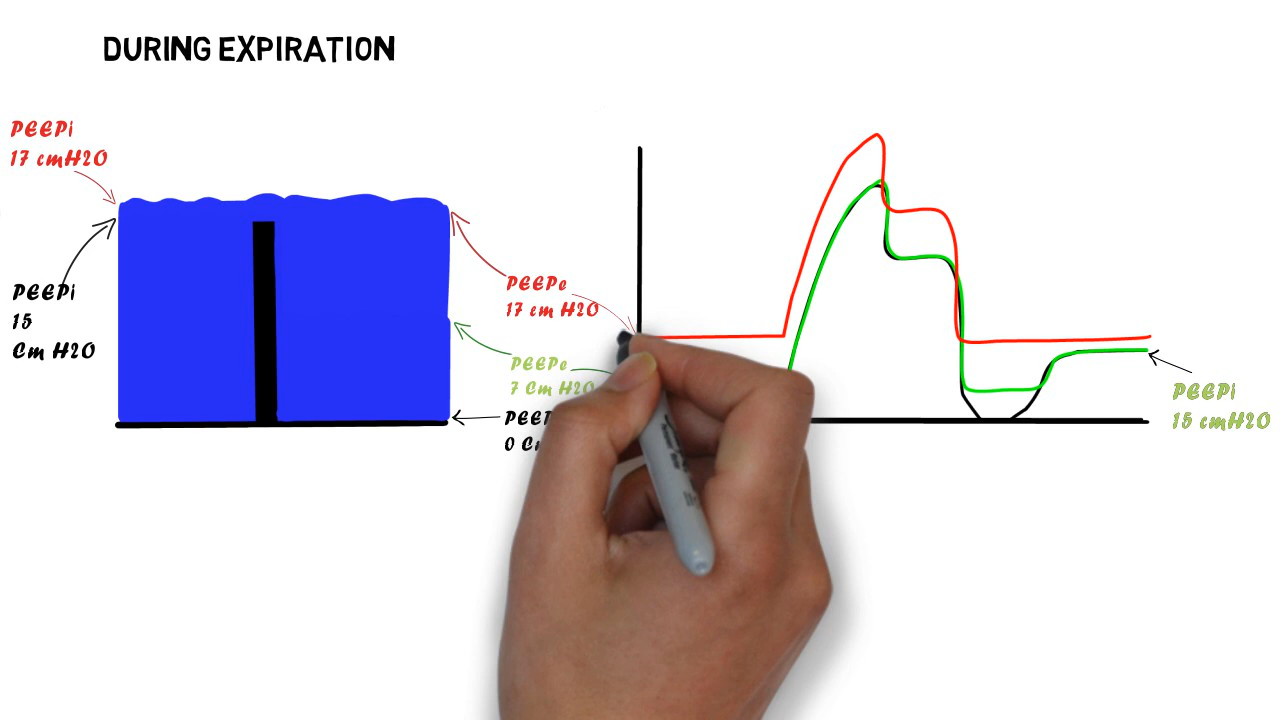 DURING EXPIRATION
PEEPi
17 cmH2O
PEEPi
15
Cm H2O
PEEPe
17 cm H2O
PEEPe
7 Cm H2O
0
PEEPi
15 cmH2O